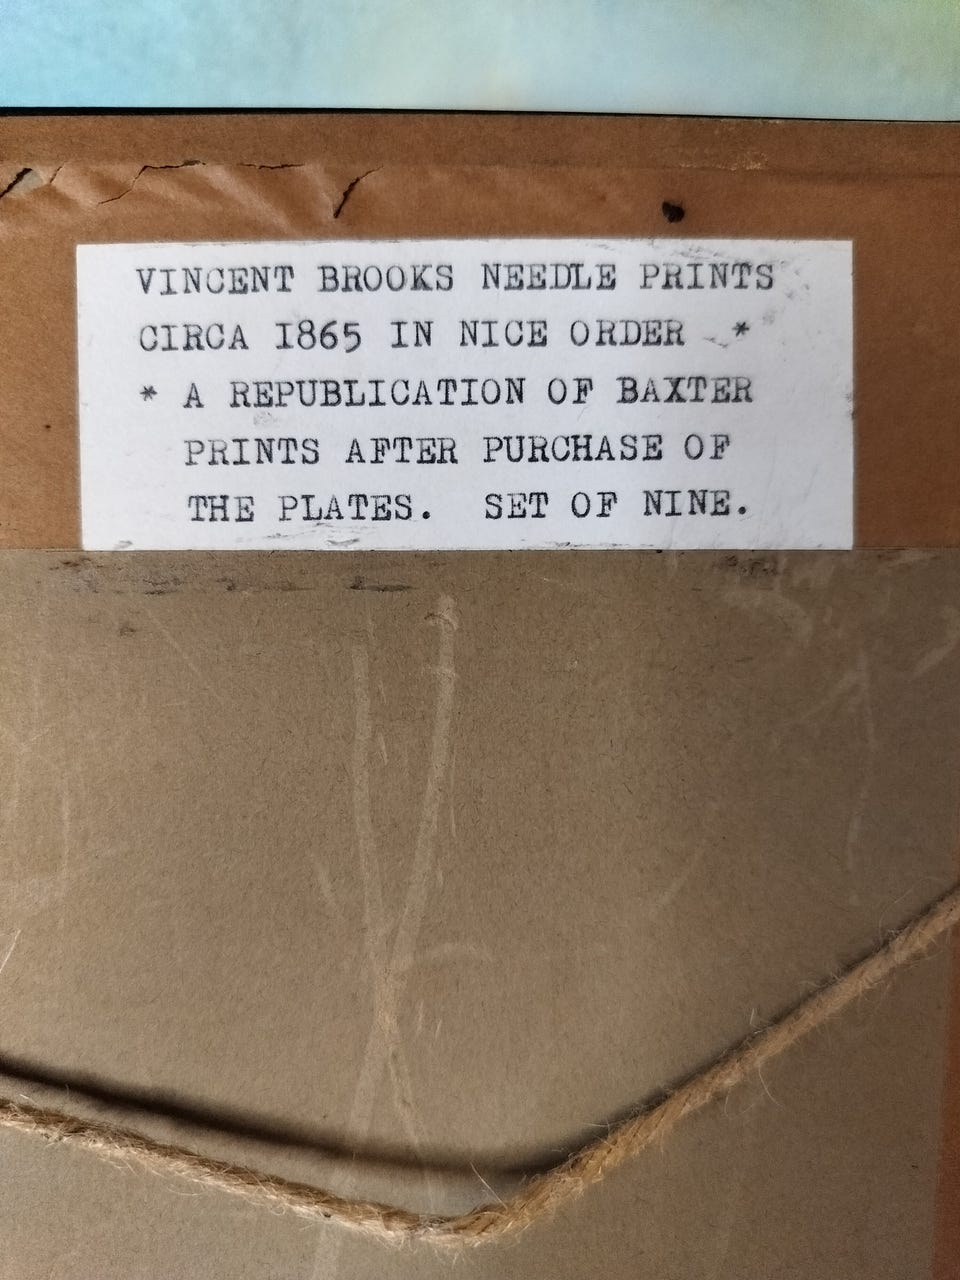 VINCENT BROOKS NEEDLE PRINTS
CIRCA 1865 IN NICE ORDER *
* A REPUBLICATION OF BAXTER
PRINTS AFTER PURCHASE OF
THE PLATES. SET OF NINE.